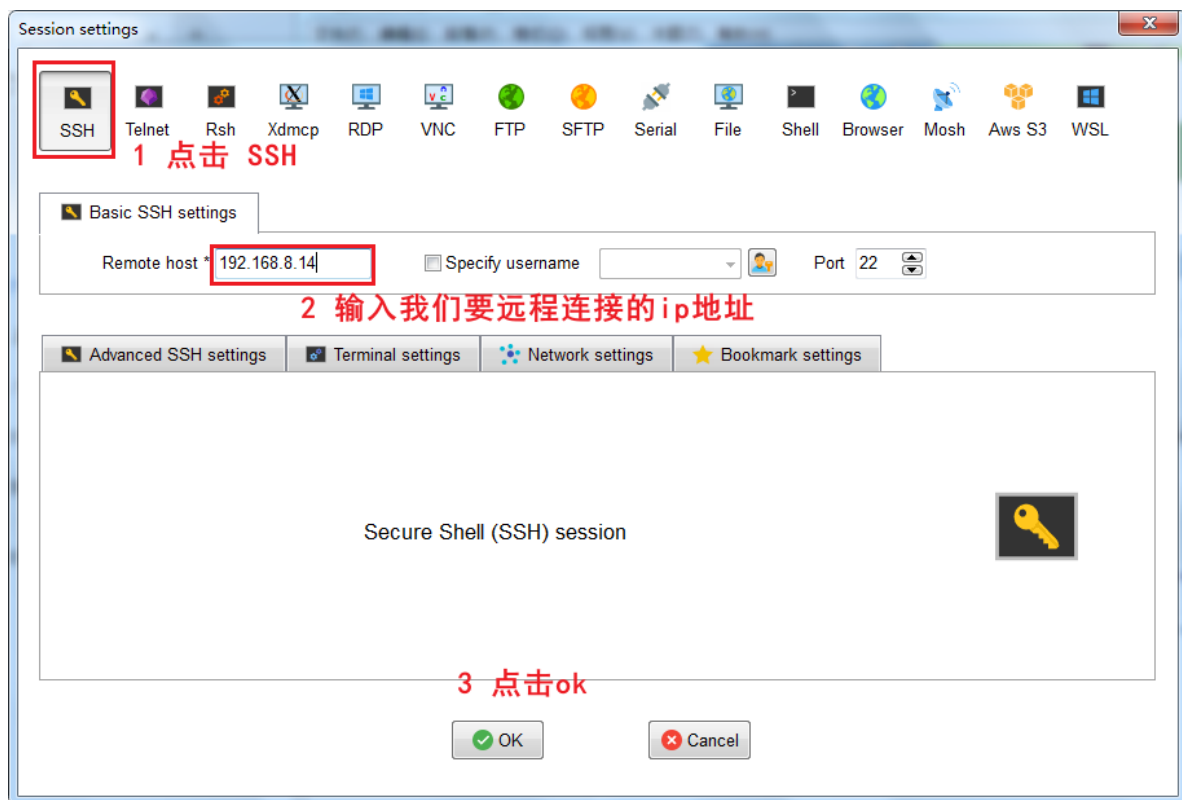 Session settings
SSH Telnet Rsh Xdmcp RDP VNC FTP SFTP Serial File Shell Browser Mosh Aws S3 WSL
1 点击 SSH
Basic SSH settings
Remote host * 192.168.8.14 Specify username Port 22
2 输入我们要远程连接的ip地址
Advanced SSH settings Terminal settings Network settings Bookmark settings
Secure Shell (SSH) session
3 点击ok
OK Cancel